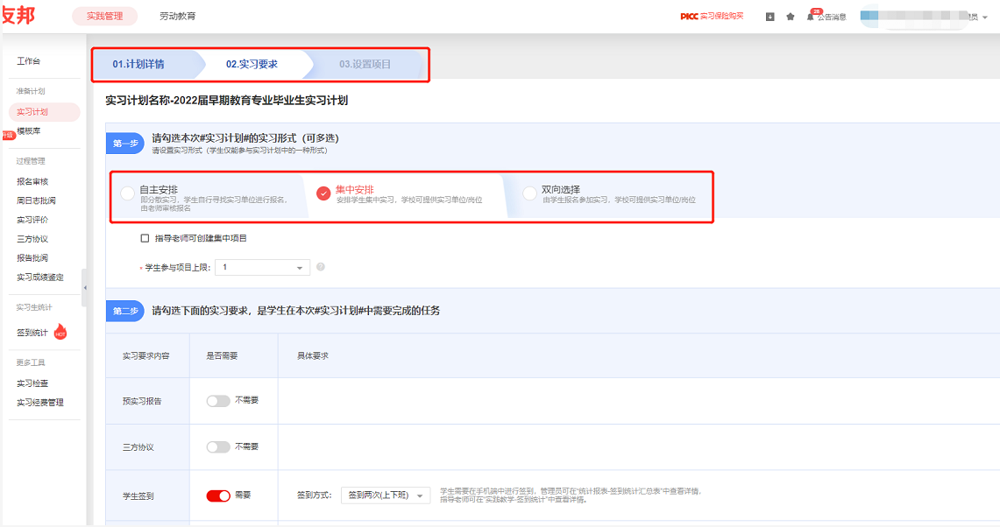 友邦
实践管理
劳动教育
PICC 实习保险购买
28
公告消息
员
工作台
准备计划
实习计划
升级
模板库
过程管理
报名审核
周日志批阅
实习评价
三方协议
报告批阅
实习成绩鉴定
实习生统计
签到统计
HOT
更多工具
实习检查
实习经费管理
01.计划详情
02.实习要求
03.设置项目
实习计划名称-2022届早期教育专业毕业生实习计划
第一步
请勾选本次#实习计划#的实习形式（可多选）
请设置实习形式（学生仅能参与实习计划中的一种形式）
自主安排
即分散实习，学生自行寻找实习单位进行报名，
由老师审核报名
集中安排
安排学生集中实习，学校可提供实习单位/岗位
双向选择
由学生报名参加实习，学校可提供实习单位/岗位
指导老师可创建集中项目
* 学生参与项目上限：
1
第二步
请勾选下面的实习要求，是学生在本次#实习计划#中需要完成的任务
实习要求内容
是否需要
具体要求
预实习报告
不需要
三方协议
不需要
学生签到
需要
签到方式：
签到两次(上下班)
学生需要在手机端中进行签到，管理员可在"统计报表-签到统计汇总表"中查看详情，
指导老师可在"实践教学-签到统计"中查看详情。